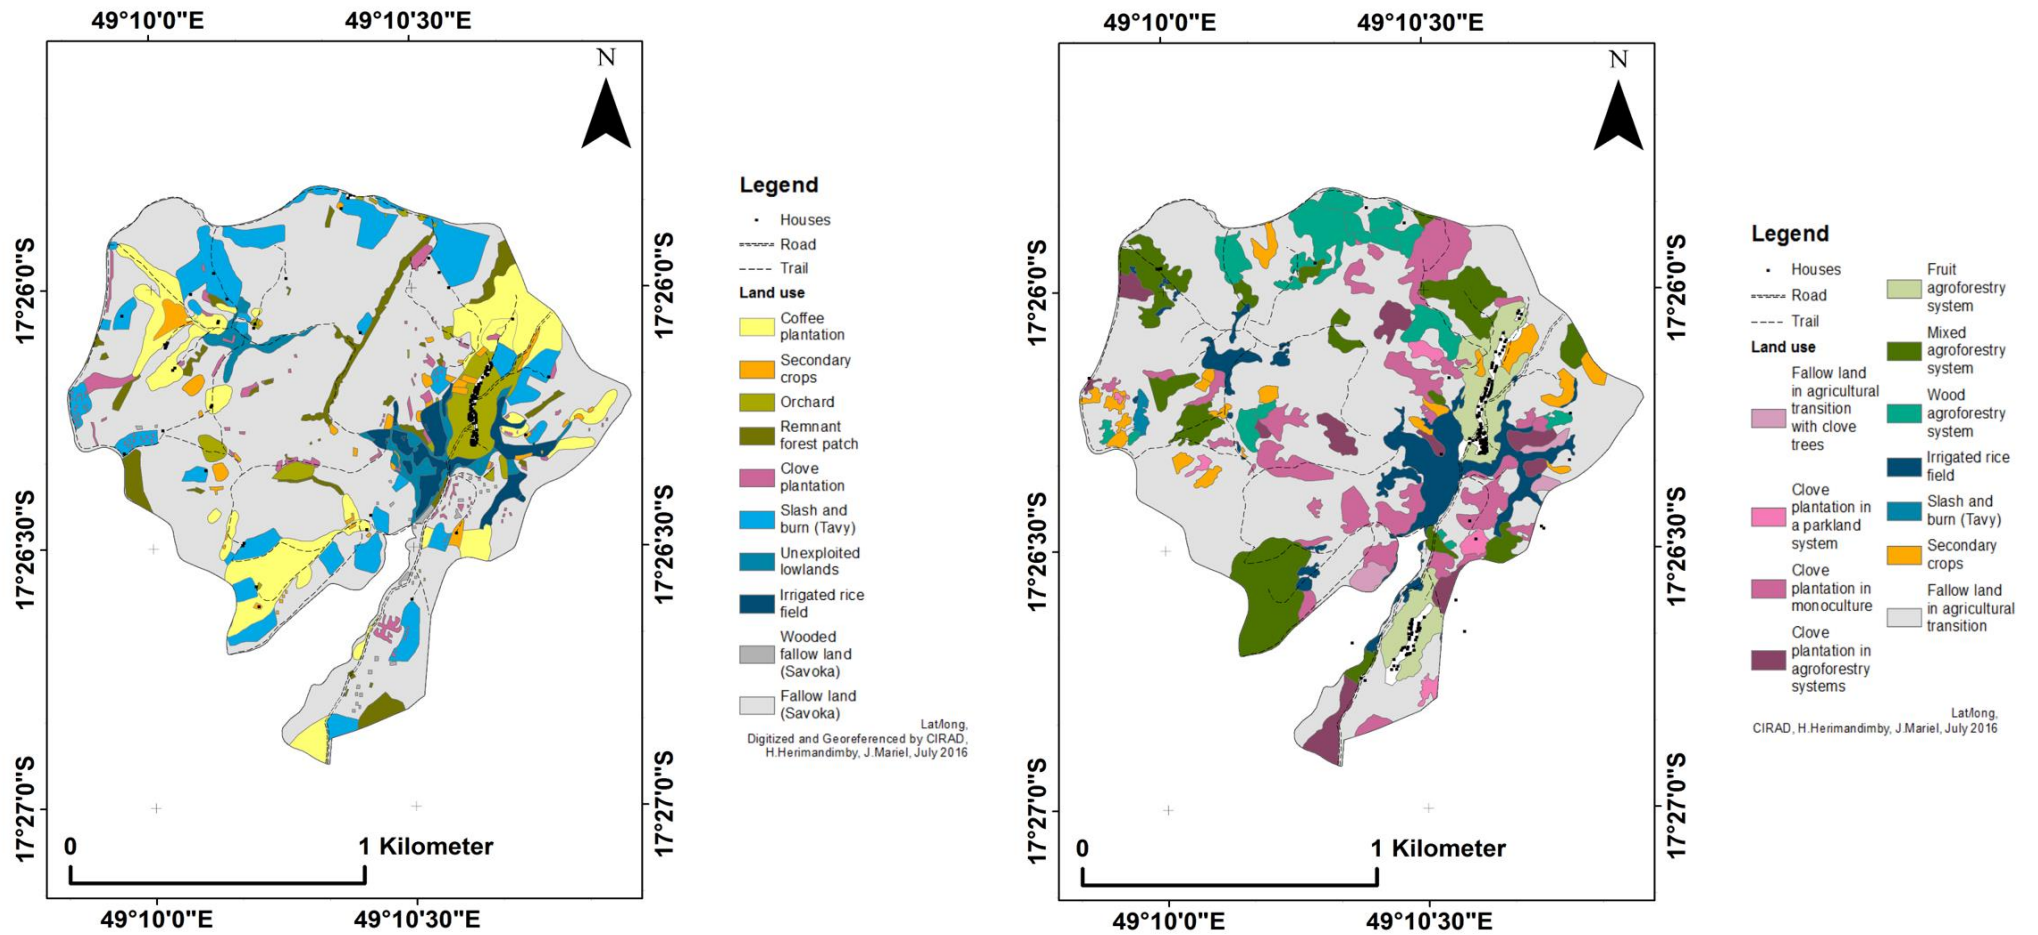 49°10'0"E
49°10'30"E
N
17°26'0"S
17°26'0"S
17°26'30"S
17°26'30"S
17°27'0"S
17°27'0"S
0
1 Kilometer
49°10'0"E
49°10'30"E
Legend
Houses
Road
Trail
Land use
Coffee
plantation
Secondary
crops
Orchard
Remnant
forest patch
Clove
plantation
Slash and
burn (Tavy)
Unexploited
lowlands
Irrigated rice
field
Wooded
fallow land
(Savoka)
Fallow land
(Savoka)
Lat/long,
Digitized and Georeferenced by CIRAD,
H.Herimandimby, J.Mariel, July 2016
49°10'0"E
49°10'30"E
N
17°26'0"S
17°26'0"S
17°26'30"S
17°26'30"S
17°27'0"S
17°27'0"S
0
1 Kilometer
49°10'0"E
49°10'30"E
Legend
Houses
Road
Trail
Land use
Fallow land
in agricultural
transition
with clove
trees
Clove
plantation in
a parkland
system
Clove
plantation in
monoculture
Clove
plantation in
agroforestry
systems
Fruit
agroforestry
system
Mixed
agroforestry
system
Wood
agroforestry
system
Irrigated rice
field
Slash and
burn (Tavy)
Secondary
crops
Fallow land
in agricultural
transition
Lat/long,
CIRAD, H.Herimandimby, J.Mariel, July 2016